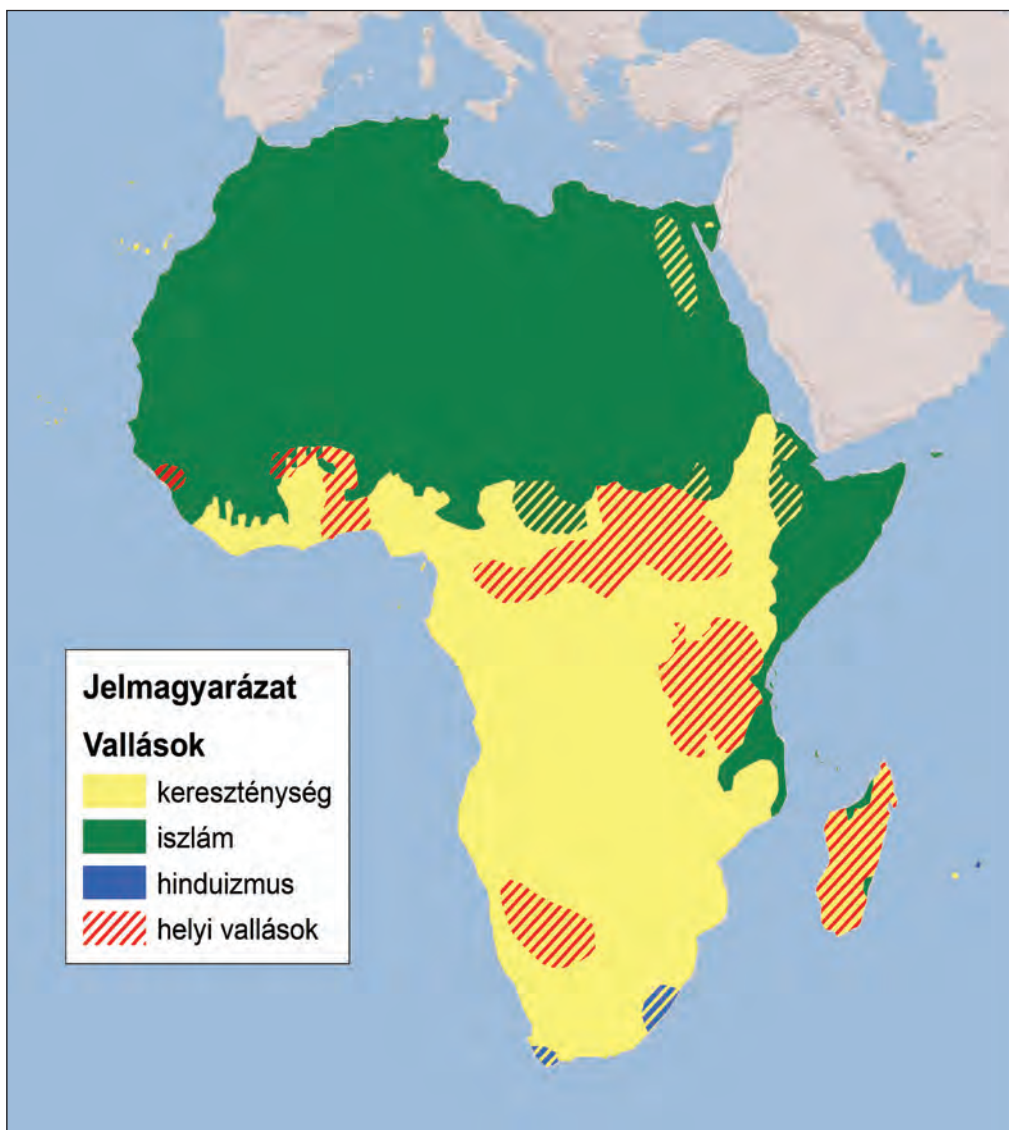 Jelmagyarázat
Vallások
kereszténység
iszlám
hinduizmus
helyi vallások